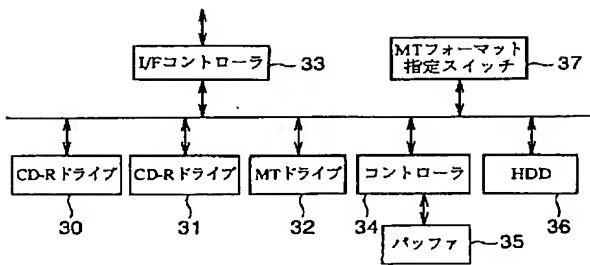 I/Fコントローラ
33
MTフォーマット
指定スイッチ
37
CD-Rドライブ
CD-Rドライブ
MTドライブ
コントローラ
HDD
30
31
32
34
36
バッファ
35